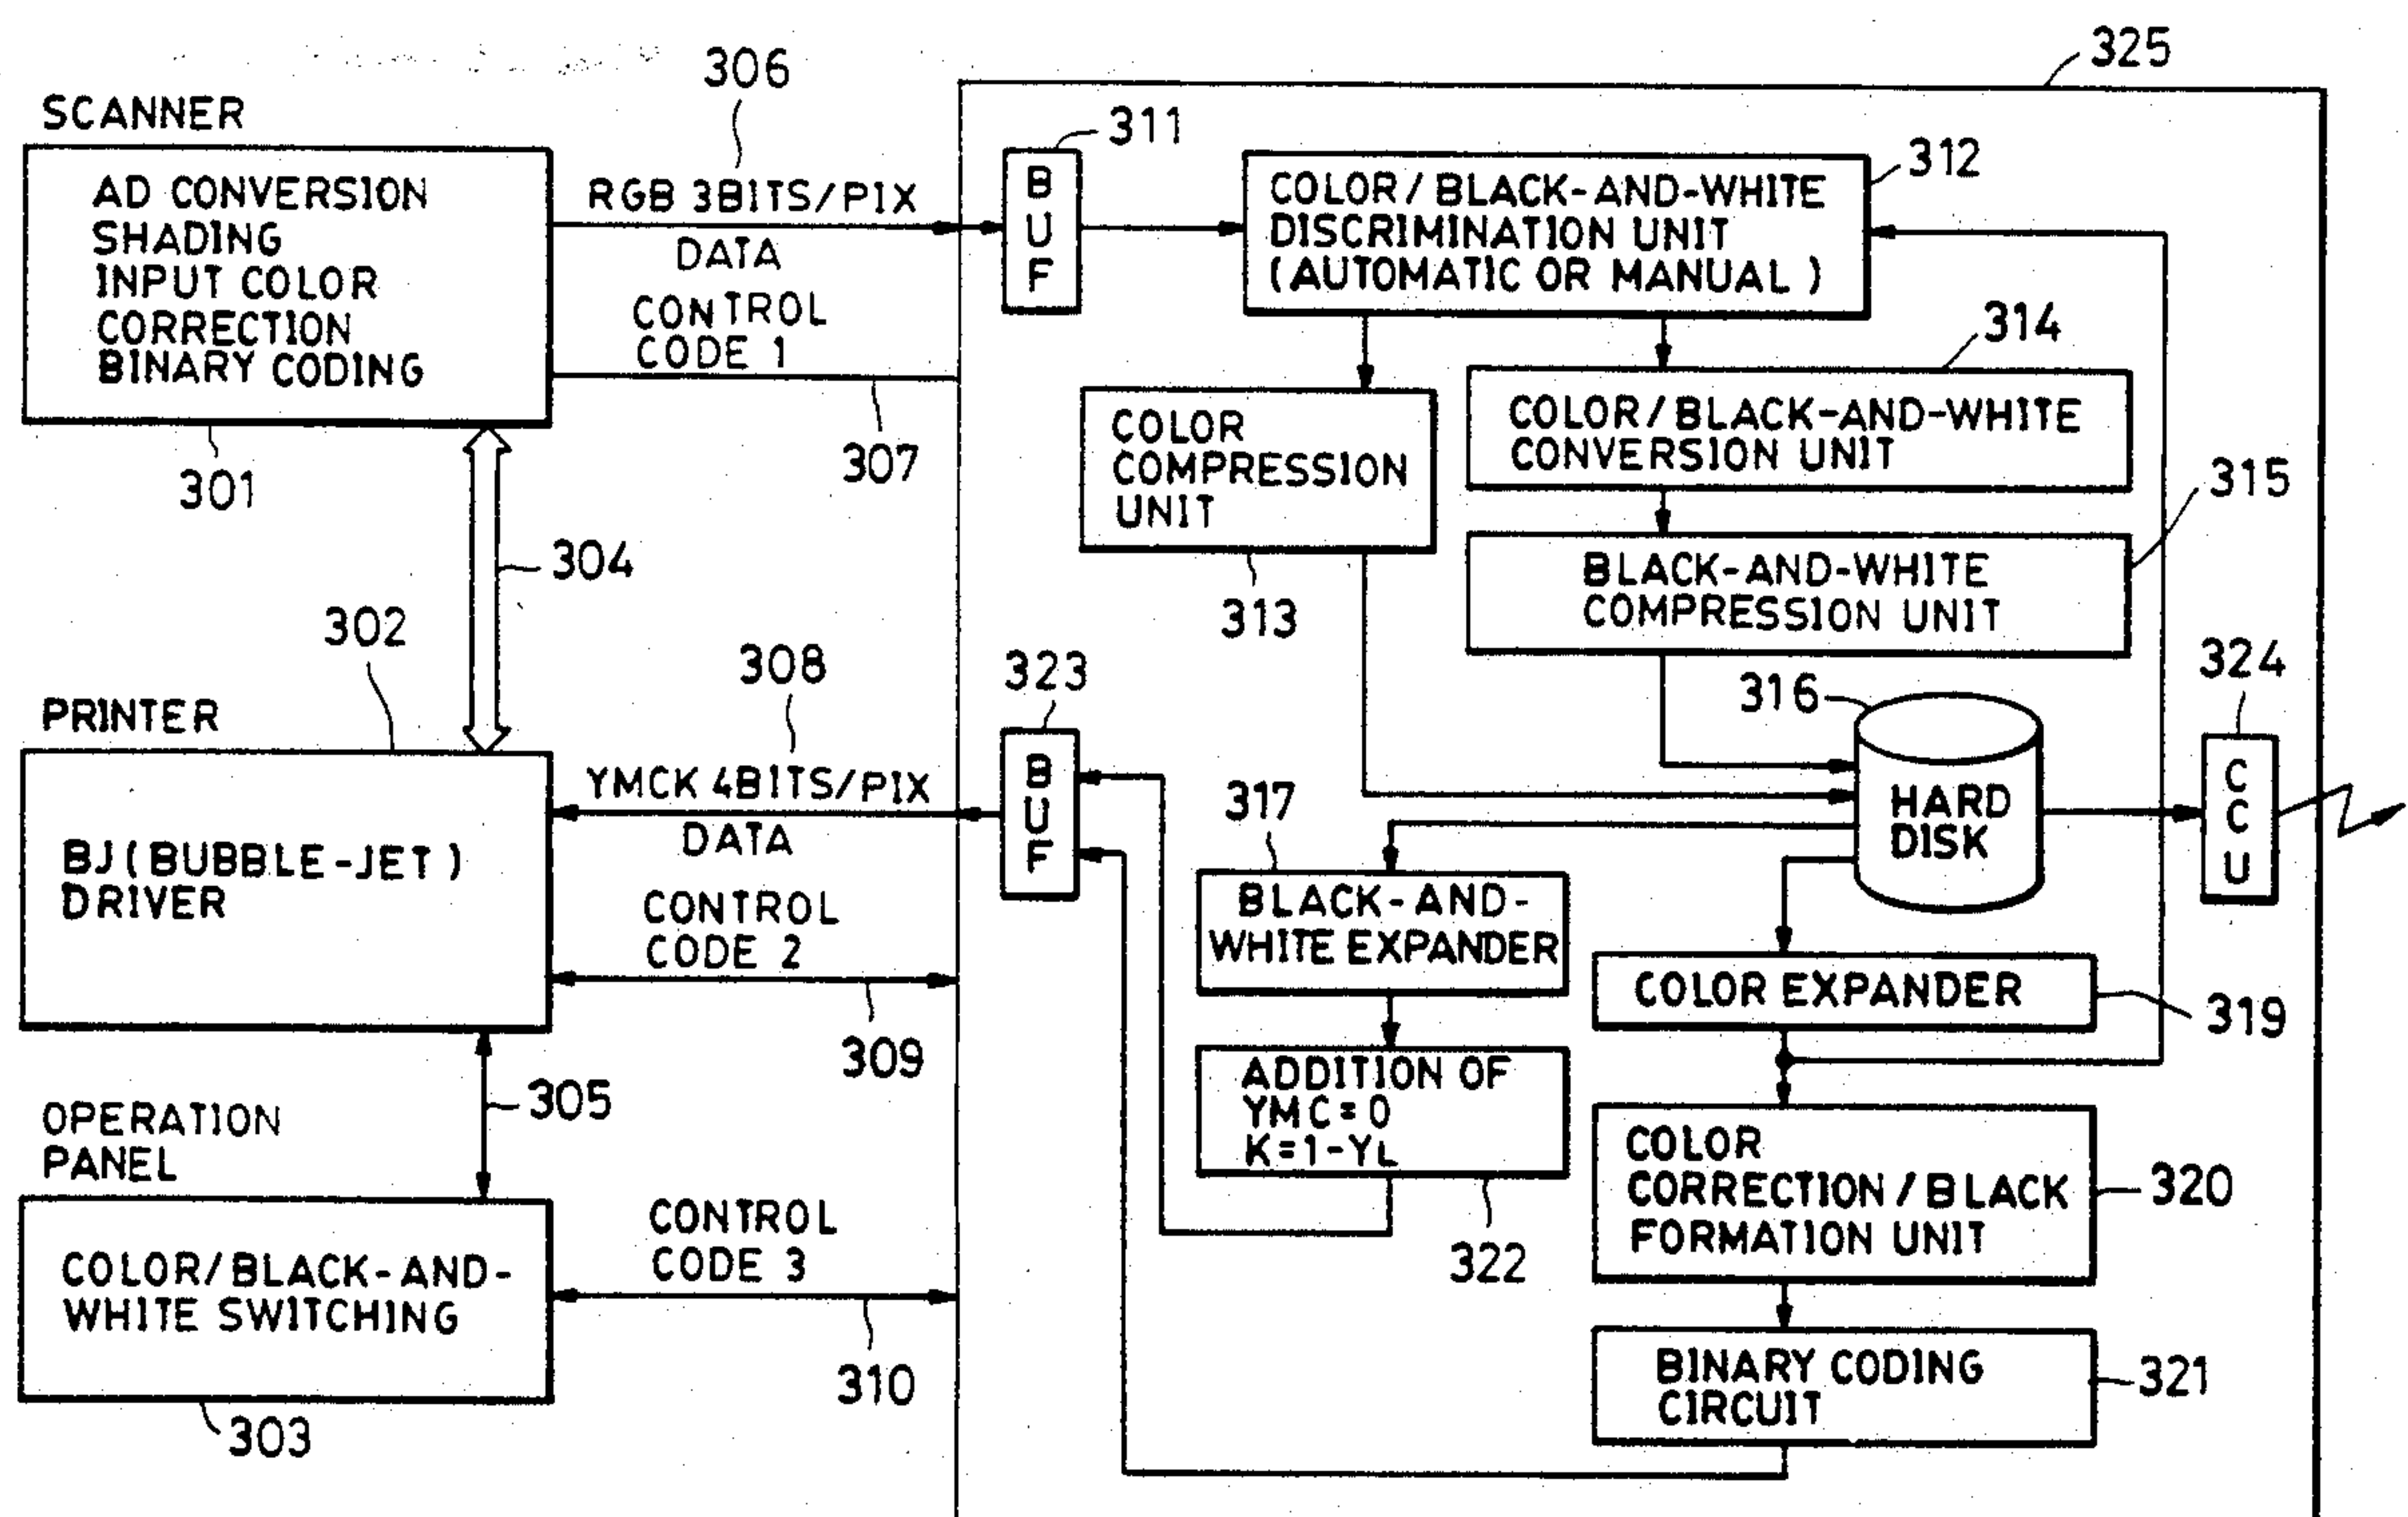 325
306
SCANNER
311
312
AD CONVERSION
SHADING
INPUT COLOR
CORRECTION
BINARY CODING
RGB 3BITS/PIX
DATA
CONTROL
CODE 1
BUF
COLOR/BLACK-AND-WHITE
DISCRIMINATION UNIT
(AUTOMATIC OR MANUAL)
314
307
301
COLOR
COMPRESSION
UNIT
COLOR/BLACK-AND-WHITE
CONVERSION UNIT
315
304
313
BLACK-AND-WHITE
COMPRESSION UNIT
302
308
323
316
324
PRINTER
317
BJ(BUBBLE-JET)
DRIVER
YMCK 4BITS/PIX
DATA
CONTROL
CODE 2
BUF
HARD
DISK
CCU
BLACK-AND-
WHITE EXPANDER
COLOR EXPANDER
319
309
305
OPERATION
PANEL
ADDITION OF
YMC=0
K=1-YL
COLOR
CORRECTION/BLACK
FORMATION UNIT
320
322
COLOR/BLACK-AND-
WHITE SWITCHING
CONTROL
CODE 3
310
303
BINARY CODING
CIRCUIT
321